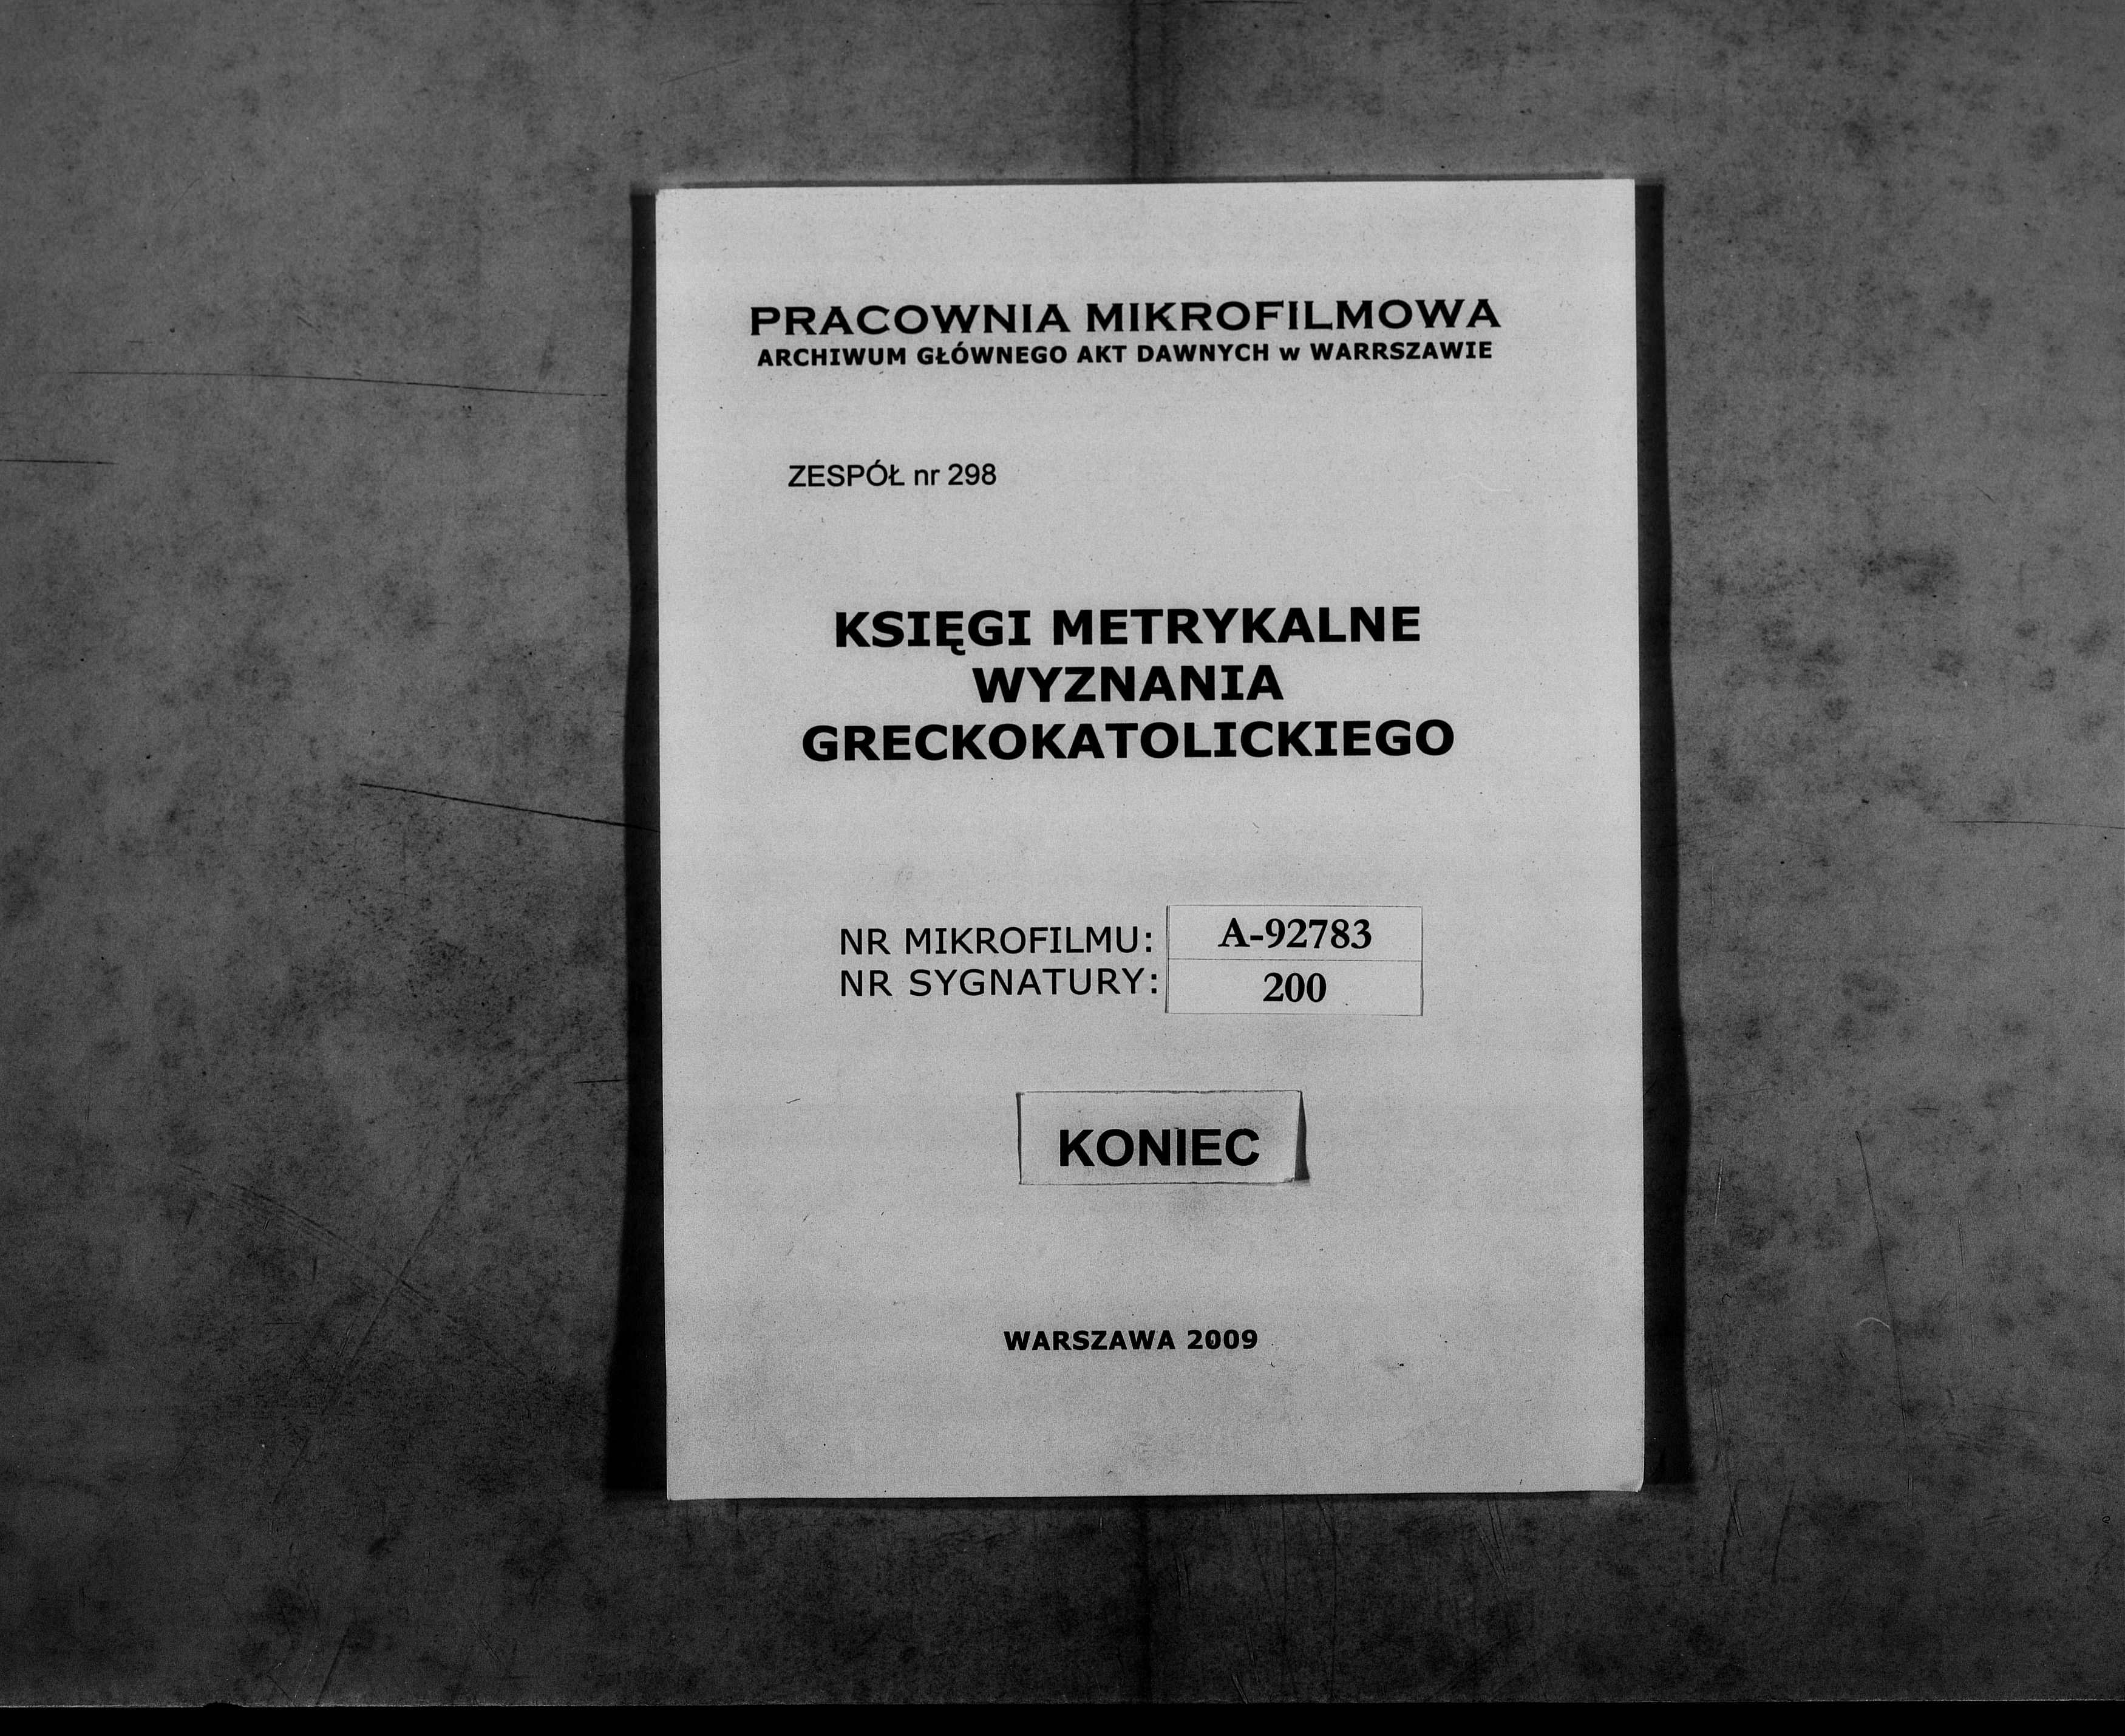 PRACOWNIA MIKROFILMOWA
ARCHIWUM GŁÓWNEGO AKT DAWNYCH w WARRSZAWIE
ZESPÓŁ nr 298
KSIĘGI METRYKALNE
WYZNANIA
GRECKOKATOLICKIEGO
NR MIKROFILMU: A-92783
NR SYGNATURY: 200
KONIEC
WARSZAWA 2009